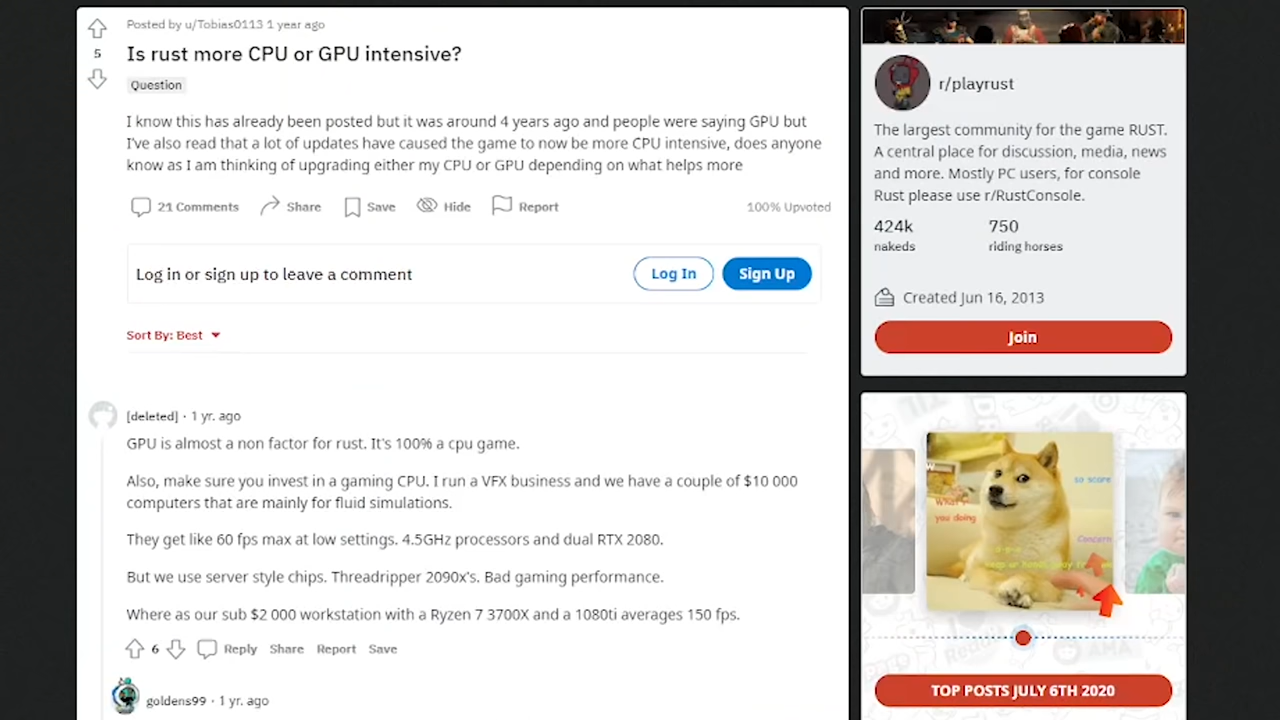 Posted by u/Tobias0113 1 year ago
5
Is rust more CPU or GPU intensive?
Question
I know this has already been posted but it was around 4 years ago and people were saying GPU but
I've also read that a lot of updates have caused the game to now be more CPU intensive, does anyone
know as I am thinking of upgrading either my CPU or GPU depending on what helps more
21 Comments
Share
Save
Hide
Report
100% Upvoted
Log in or sign up to leave a comment
Log In
Sign Up
Sort By: Best
[deleted] · 1 yr. ago
GPU is almost a non factor for rust. It's 100% a cpu game.
Also, make sure you invest in a gaming CPU. I run a VFX business and we have a couple of $10 000
computers that are mainly for fluid simulations.
They get like 60 fps max at low settings. 4.5GHz processors and dual RTX 2080.
But we use server style chips. Threadripper 2090x's. Bad gaming performance.
Where as our sub $2 000 workstation with a Ryzen 7 3700X and a 1080ti averages 150 fps.
6
Reply
Share
Report
Save
goldens99 · 1 yr. ago
r/playrust
The largest community for the game RUST.
A central place for discussion, media, news
and more. Mostly PC users, for console
Rust please use r/RustConsole.
424k
750
nakeds
riding horses
Created Jun 16, 2013
Join
so scope
you doing
Concern
TOP POSTS JULY 6TH 2020